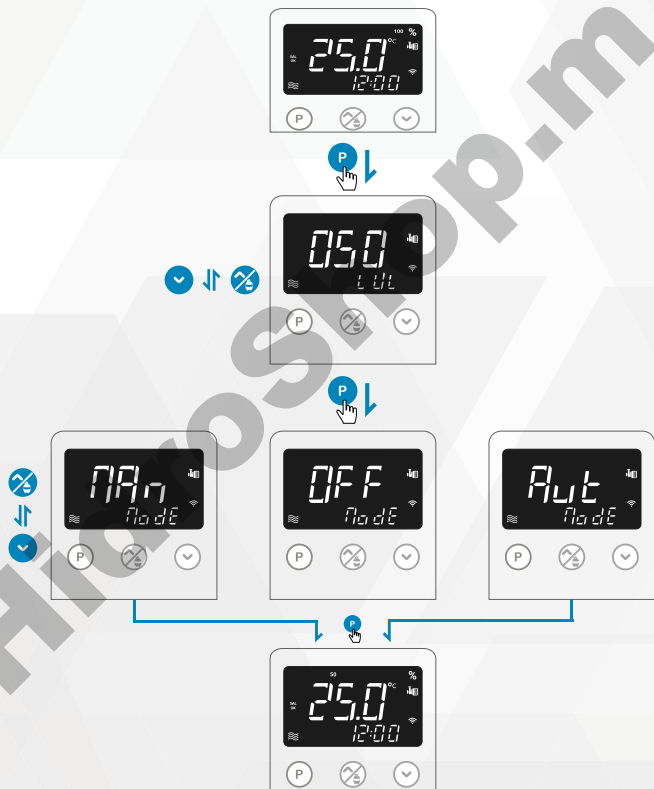 100 %
SAL
OK
25.0 °C
12:00
P
P
050
LVL
P
P
MAn
ModE
P
OFF
ModE
P
Aut
ModE
P
P
50 %
SAL
OK
25.0 °C
12:00
P
HidroShop.m